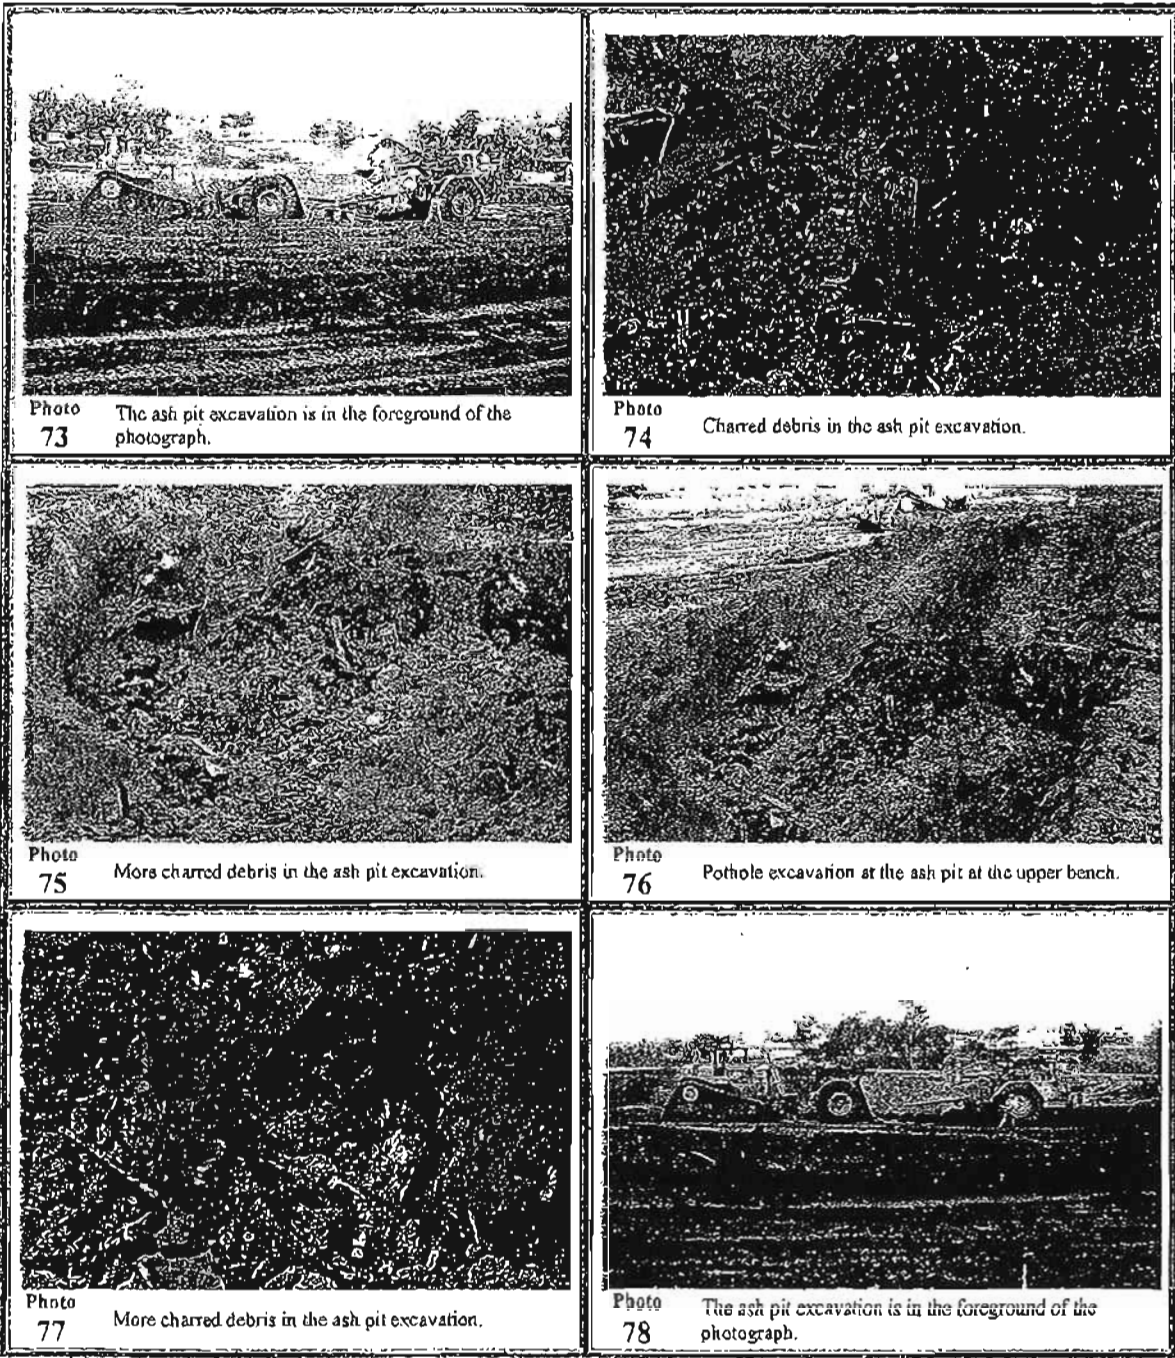 Photo
73
The ash pit excavation is in the foreground of the
photograph.
Photo
74
Charred debris in the ash pit excavation.
Photo
75
More charred debris in the ash pit excavation.
Photo
76
Pothole excavation at the ash pit at the upper bench.
Photo
77
More charred debris in the ash pit excavation.
Photo
78
The ash pit excavation is in the foreground of the
photograph.